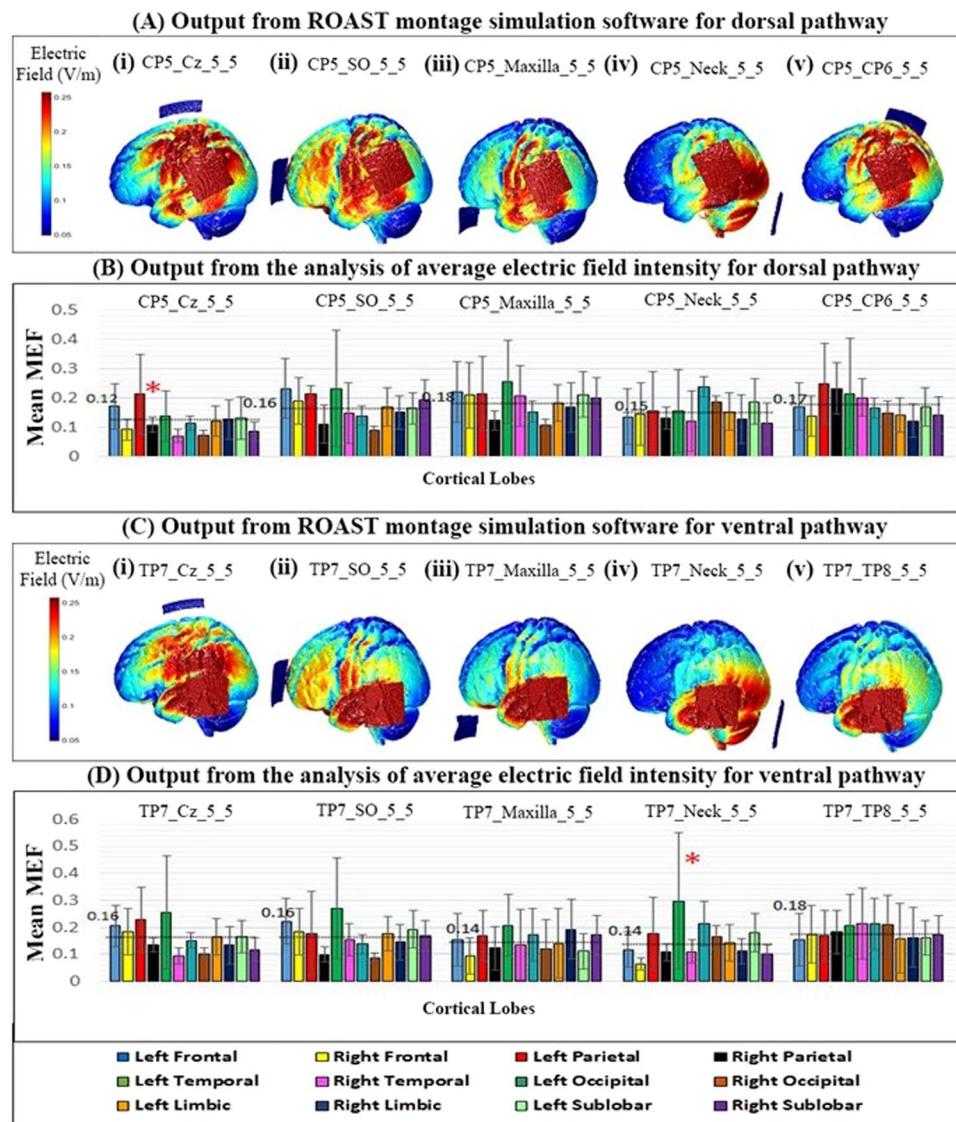 (A) Output from ROAST montage simulation software for dorsal pathway
Electric Field (V/m)
(i) CP5_Cz_5_5 (ii) CP5_SO_5_5 (iii) CP5_Maxilla_5_5 (iv) CP5_Neck_5_5 (v) CP5_CP6_5_5
0.25
0.2
0.15
0.1
0.05
(B) Output from the analysis of average electric field intensity for dorsal pathway
CP5_Cz_5_5 CP5_SO_5_5 CP5_Maxilla_5_5 CP5_Neck_5_5 CP5_CP6_5_5
Mean MEF
0.5
0.4
0.3
0.2
0.1
0
0.12 * 0.16 0.18 0.15 0.17
Cortical Lobes
(C) Output from ROAST montage simulation software for ventral pathway
Electric Field (V/m)
(i) TP7_Cz_5_5 (ii) TP7_SO_5_5 (iii) TP7_Maxilla_5_5 (iv) TP7_Neck_5_5 (v) TP7_TP8_5_5
0.25
0.2
0.15
0.1
0.05
(D) Output from the analysis of average electric field intensity for ventral pathway
TP7_Cz_5_5 TP7_SO_5_5 TP7_Maxilla_5_5 TP7_Neck_5_5 TP7_TP8_5_5
Mean MEF
0.6
0.5
0.4
0.3
0.2
0.1
0
0.16 0.16 0.14 0.14 * 0.18
Cortical Lobes
Left Frontal Right Frontal Left Parietal Right Parietal
Left Temporal Right Temporal Left Occipital Right Occipital
Left Limbic Right Limbic Left Sublobar Right Sublobar